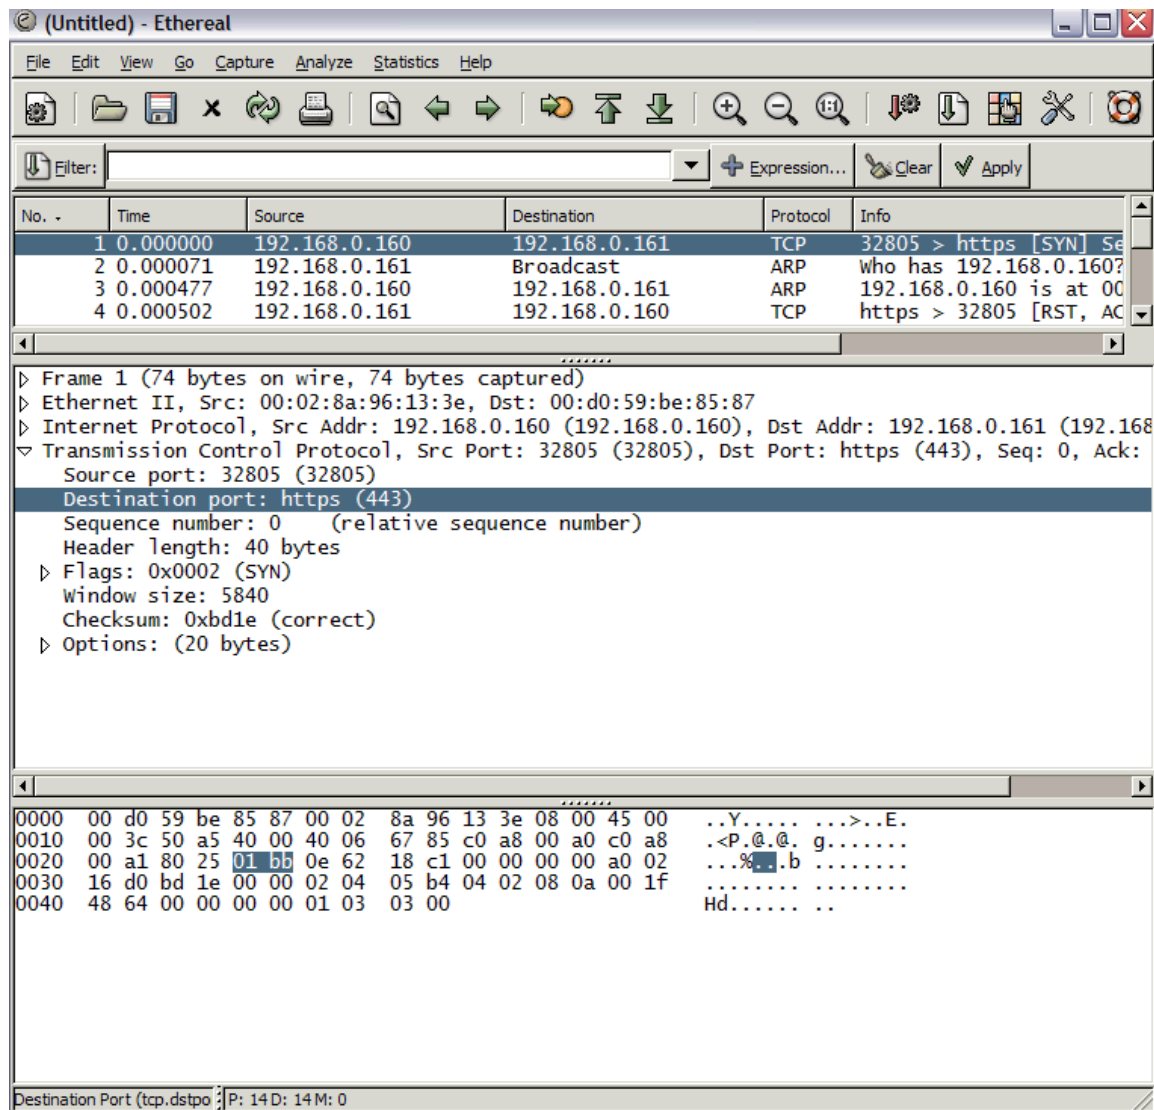 (Untitled) - Ethereal
File Edit View Go Capture Analyze Statistics Help
Filter: Expression... Clear Apply
No. Time Source Destination Protocol Info
1 0.000000 192.168.0.160 192.168.0.161 TCP 32805 > https [SYN] Se
2 0.000071 192.168.0.161 Broadcast ARP Who has 192.168.0.160?
3 0.000477 192.168.0.160 192.168.0.161 ARP 192.168.0.160 is at 00
4 0.000502 192.168.0.161 192.168.0.160 TCP https > 32805 [RST, AC
Frame 1 (74 bytes on wire, 74 bytes captured)
Ethernet II, Src: 00:02:8a:96:13:3e, Dst: 00:d0:59:be:85:87
Internet Protocol, Src Addr: 192.168.0.160 (192.168.0.160), Dst Addr: 192.168.0.161 (192.168
Transmission Control Protocol, Src Port: 32805 (32805), Dst Port: https (443), Seq: 0, Ack:
Source port: 32805 (32805)
Destination port: https (443)
Sequence number: 0 (relative sequence number)
Header length: 40 bytes
Flags: 0x0002 (SYN)
Window size: 5840
Checksum: 0xbd1e (correct)
Options: (20 bytes)
0000 00 d0 59 be 85 87 00 02 8a 96 13 3e 08 00 45 00 ..Y..... ...>..E.
0010 00 3c 50 a5 40 00 40 06 67 85 c0 a8 00 a0 c0 a8 .<P.@.@. g.......
0020 00 a1 80 25 01 bb 0e 62 18 c1 00 00 00 00 a0 02 ...%...b ........
0030 16 d0 bd 1e 00 00 02 04 05 b4 04 02 08 0a 00 1f ........ ........
0040 48 64 00 00 00 00 01 03 03 00 Hd...... ..
Destination Port (tcp.dstpo P: 14 D: 14 M: 0